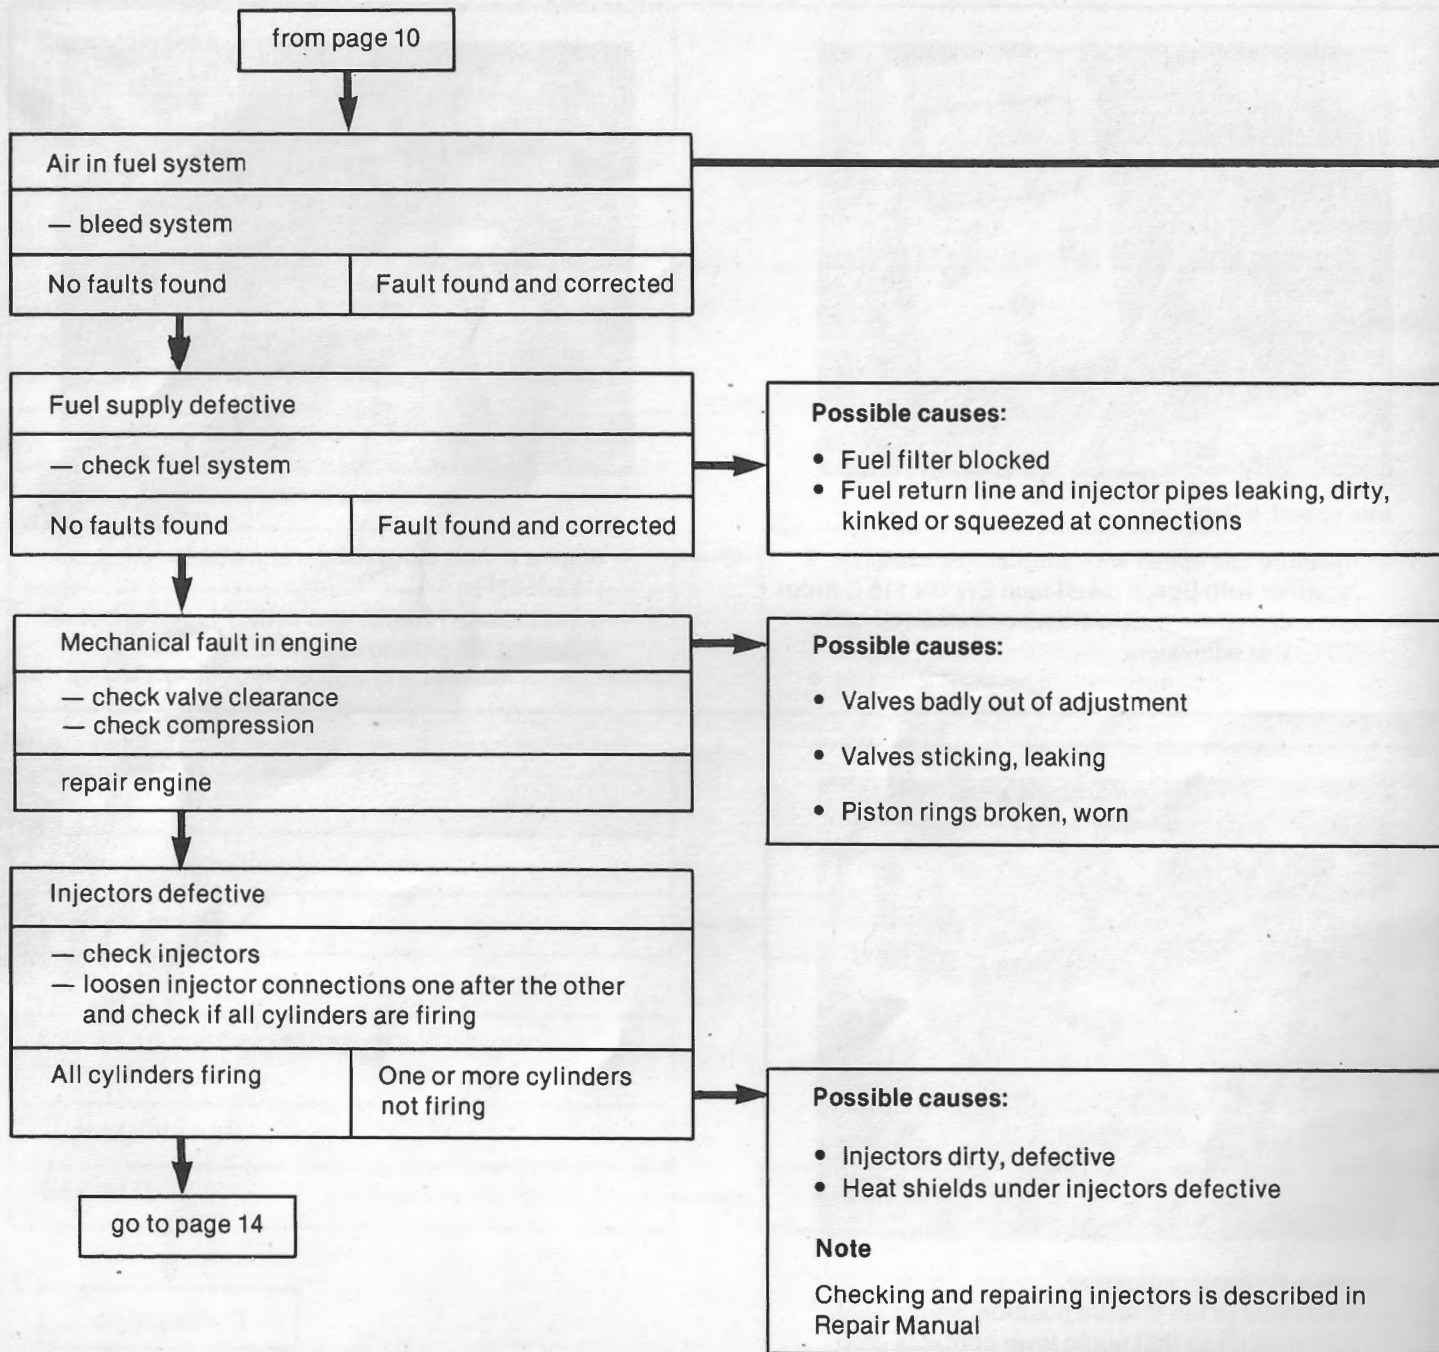 from page 10
Air in fuel system
— bleed system
No faults found
Fault found and corrected
Fuel supply defective
— check fuel system
No faults found
Fault found and corrected
Possible causes:
• Fuel filter blocked
• Fuel return line and injector pipes leaking, dirty,
kinked or squeezed at connections
Mechanical fault in engine
— check valve clearance
— check compression
repair engine
Possible causes:
• Valves badly out of adjustment
• Valves sticking, leaking
• Piston rings broken, worn
Injectors defective
— check injectors
— loosen injector connections one after the other
and check if all cylinders are firing
All cylinders firing
One or more cylinders
not firing
Possible causes:
• Injectors dirty, defective
• Heat shields under injectors defective
Note
Checking and repairing injectors is described in
Repair Manual
go to page 14